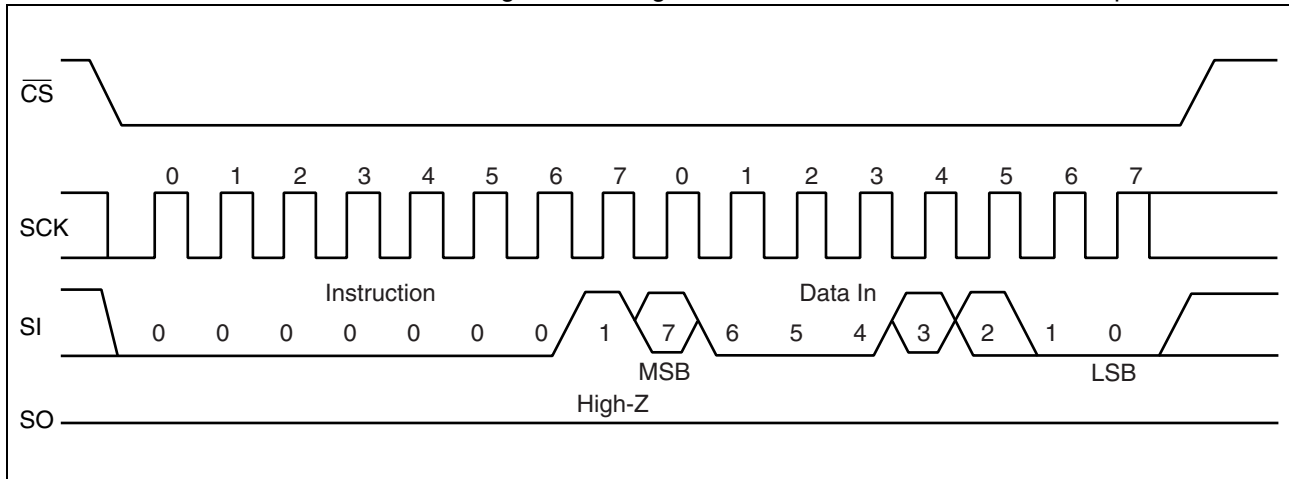 CS
0 1 2 3 4 5 6 7 0 1 2 3 4 5 6 7
SCK
Instruction Data In
SI 0 0 0 0 0 0 0 1 7 6 5 4 3 2 1 0
MSB LSB
High-Z
SO